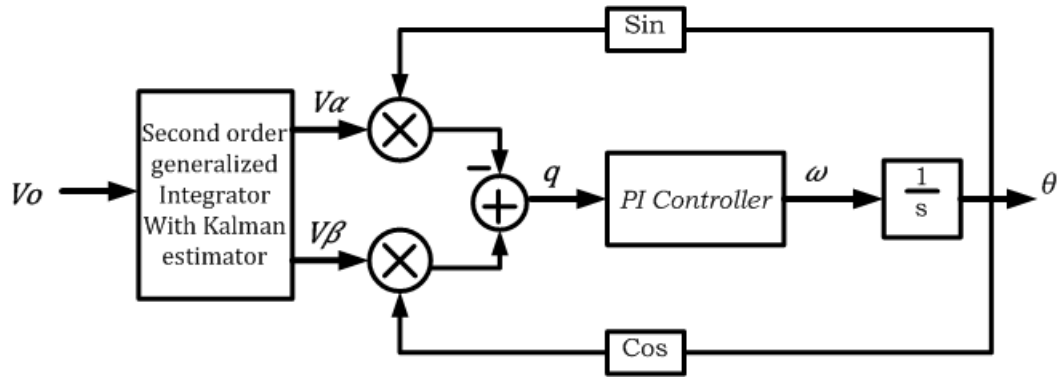 Sin
Vα
Second order
generalized
Integrator
With Kalman
estimator
Vo
Vβ
-
q
PI Controller
ω
1
s
θ
Cos